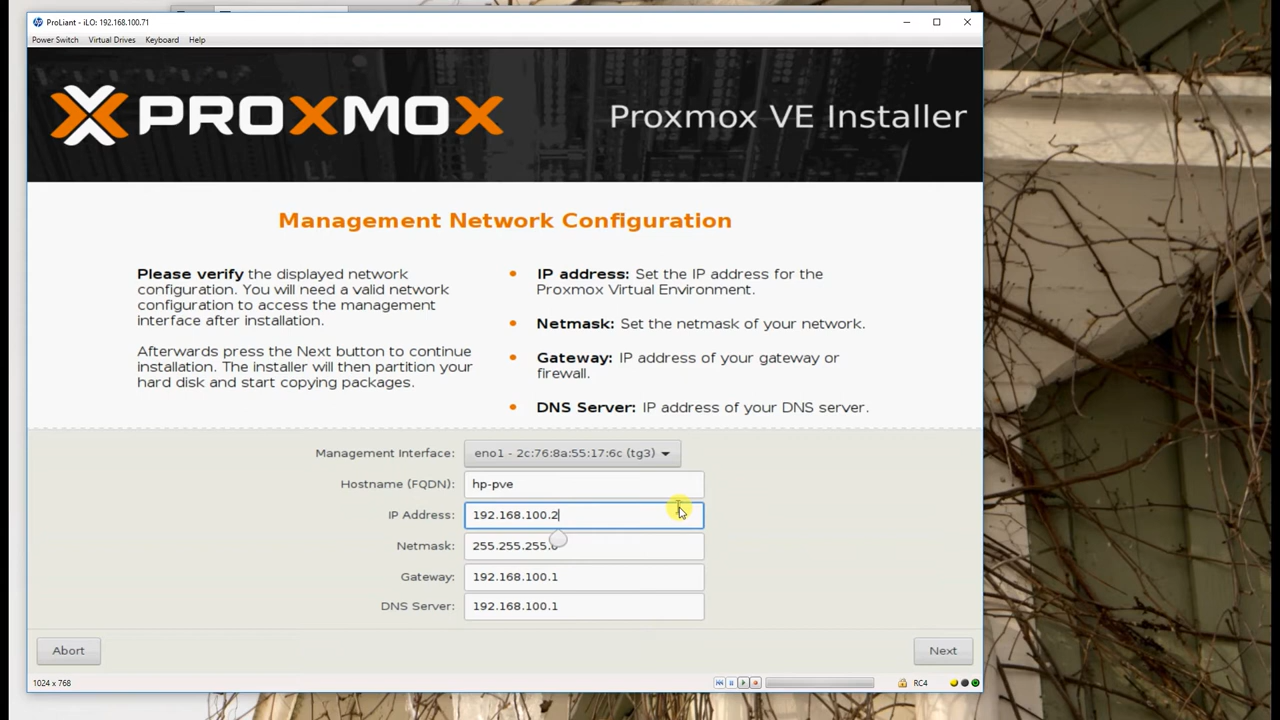 ProLiant - iLO: 192.168.100.71
Power Switch Virtual Drives Keyboard Help
PROXMOX
Proxmox VE Installer
Management Network Configuration
Please verify the displayed network
configuration. You will need a valid network
configuration to access the management
interface after installation.
Afterwards press the Next button to continue
installation. The installer will then partition your
hard disk and start copying packages.
• IP address: Set the IP address for the
Proxmox Virtual Environment.
• Netmask: Set the netmask of your network.
• Gateway: IP address of your gateway or
firewall.
• DNS Server: IP address of your DNS server.
Management Interface: eno1 - 2c:76:8a:55:17:6c (tg3)
Hostname (FQDN): hp-pve
IP Address: 192.168.100.2
Netmask: 255.255.255.0
Gateway: 192.168.100.1
DNS Server: 192.168.100.1
Abort
Next
1024 x 768
RC4